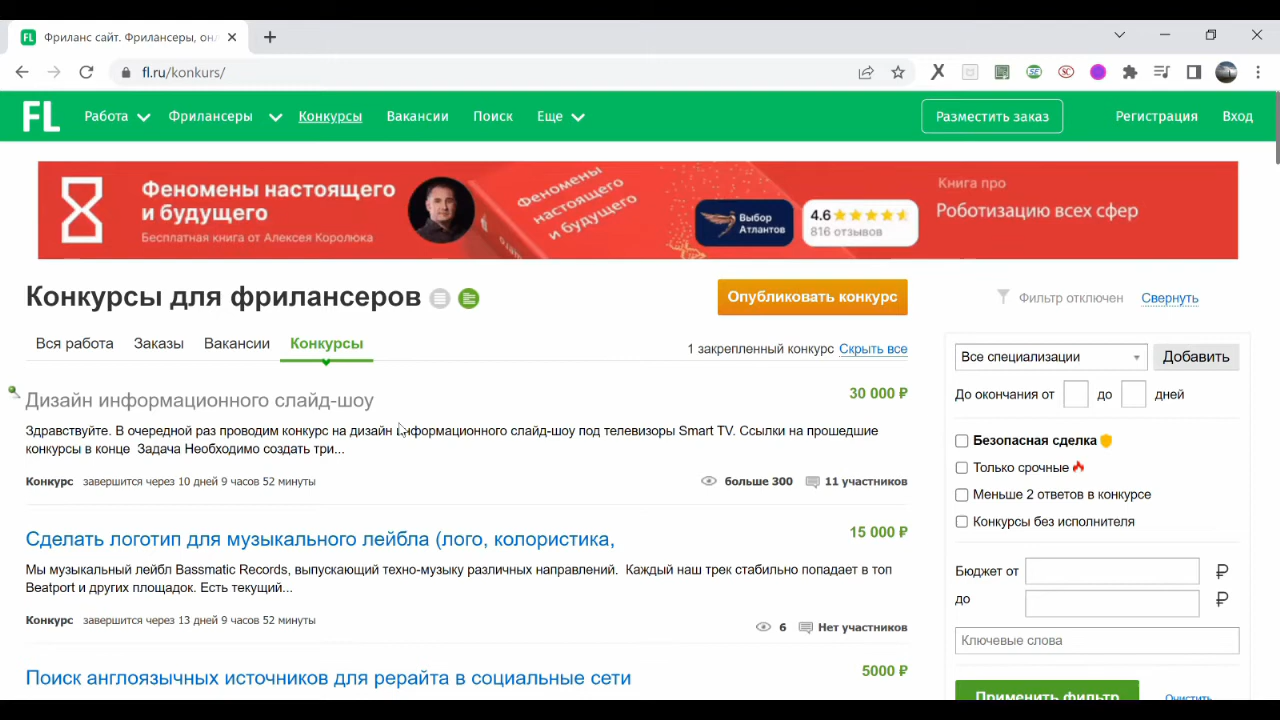 Фриланс сайт. Фрилансеры, онл
fl.ru/konkurs/
FL Работа Фрилансеры Конкурсы Вакансии Поиск Еще Разместить заказ Регистрация Вход
Феномены настоящего
и будущего
Бесплатная книга от Алексея Королюка
Феномены
настоящего
и будущего
Выбор
Атлантов
4.6
816 отзывов
Книга про
Роботизацию всех сфер
Конкурсы для фрилансеров
Опубликовать конкурс
Фильтр отключен Свернуть
Вся работа Заказы Вакансии Конкурсы
1 закрепленный конкурс Скрыть все
Дизайн информационного слайд-шоу
30 000 ₽
Здравствуйте. В очередной раз проводим конкурс на дизайн информационного слайд-шоу под телевизоры Smart TV. Ссылки на прошедшие
конкурсы в конце Задача Необходимо создать три...
Конкурс завершится через 10 дней 9 часов 52 минуты
больше 300 11 участников
Сделать логотип для музыкального лейбла (лого, колористика,
15 000 ₽
Мы музыкальный лейбл Bassmatic Records, выпускающий техно-музыку различных направлений. Каждый наш трек стабильно попадает в топ
Beatport и других площадок. Есть текущий...
Конкурс завершится через 13 дней 9 часов 52 минуты
6 Нет участников
Поиск англоязычных источников для рерайта в социальные сети
5000 ₽
Все специализации Добавить
До окончания от до дней
Безопасная сделка
Только срочные
Меньше 2 ответов в конкурсе
Конкурсы без исполнителя
Бюджет от ₽
до ₽
Ключевые слова
Применить фильтр Очистить